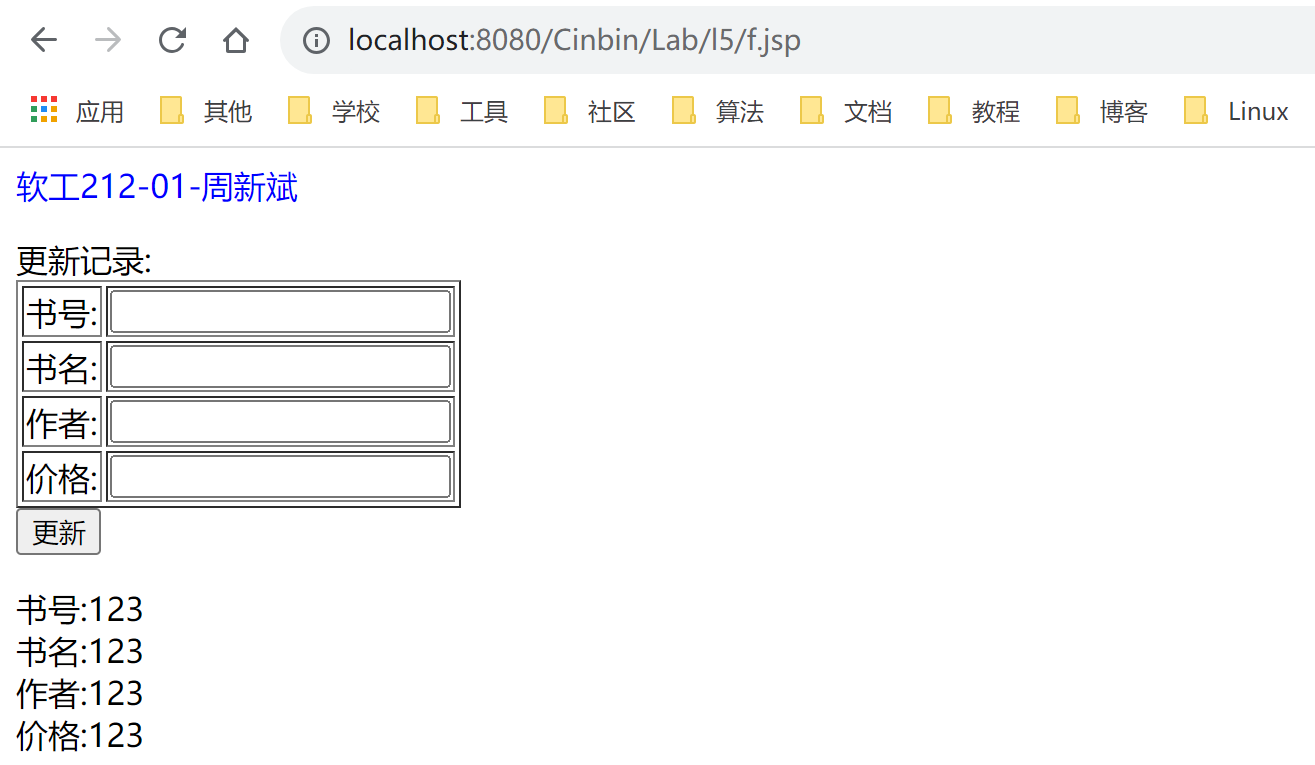 localhost:8080/Cinbin/Lab/l5/f.jsp
应用 其他 学校 工具 社区 算法 文档 教程 博客 Linux
软工212-01-周新斌
更新记录:
书号:
书名:
作者:
价格:
更新
书号:123
书名:123
作者:123
价格:123